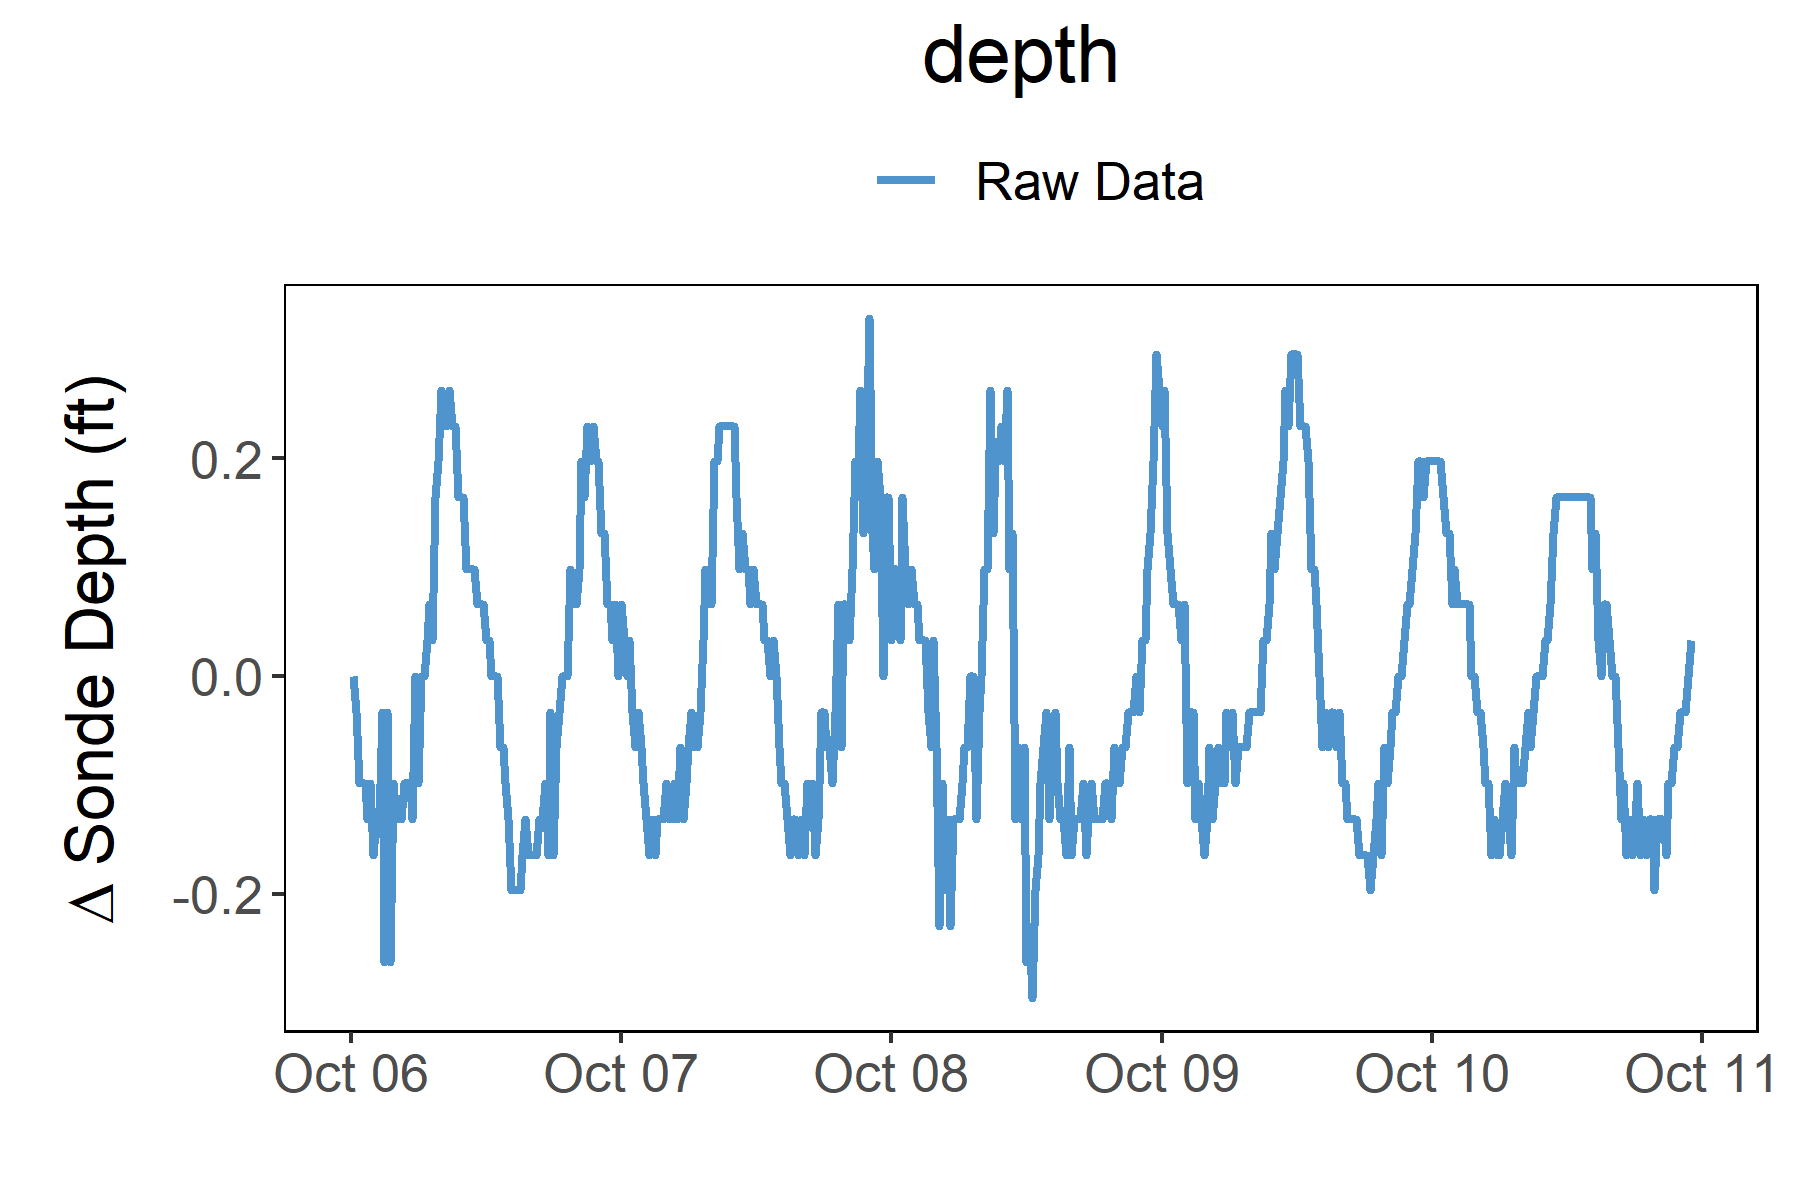 depth
Raw Data
Δ Sonde Depth (ft)
0.2
0.0
-0.2
Oct 06
Oct 07
Oct 08
Oct 09
Oct 10
Oct 11